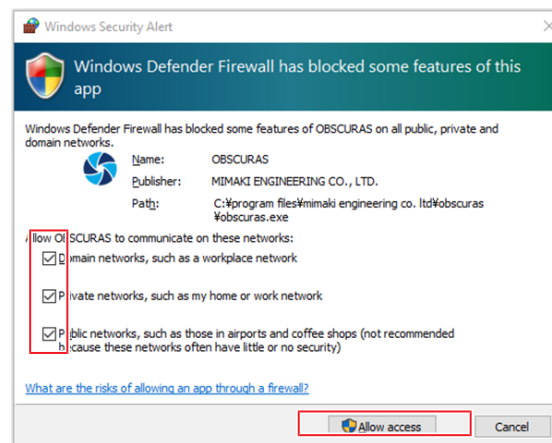 Windows Security Alert
Windows Defender Firewall has blocked some features of this
app
Windows Defender Firewall has blocked some features of OBSCURAS on all public, private and
domain networks.
Name: OBSCURAS
Publisher: MIMAKI ENGINEERING CO., LTD.
Path: C:¥program files¥mimaki engineering co. ltd¥obscuras
¥obscuras.exe
Allow OBSCURAS to communicate on these networks:
Domain networks, such as a workplace network
Private networks, such as my home or work network
Public networks, such as those in airports and coffee shops (not recommended
because these networks often have little or no security)
What are the risks of allowing an app through a firewall?
Allow access
Cancel